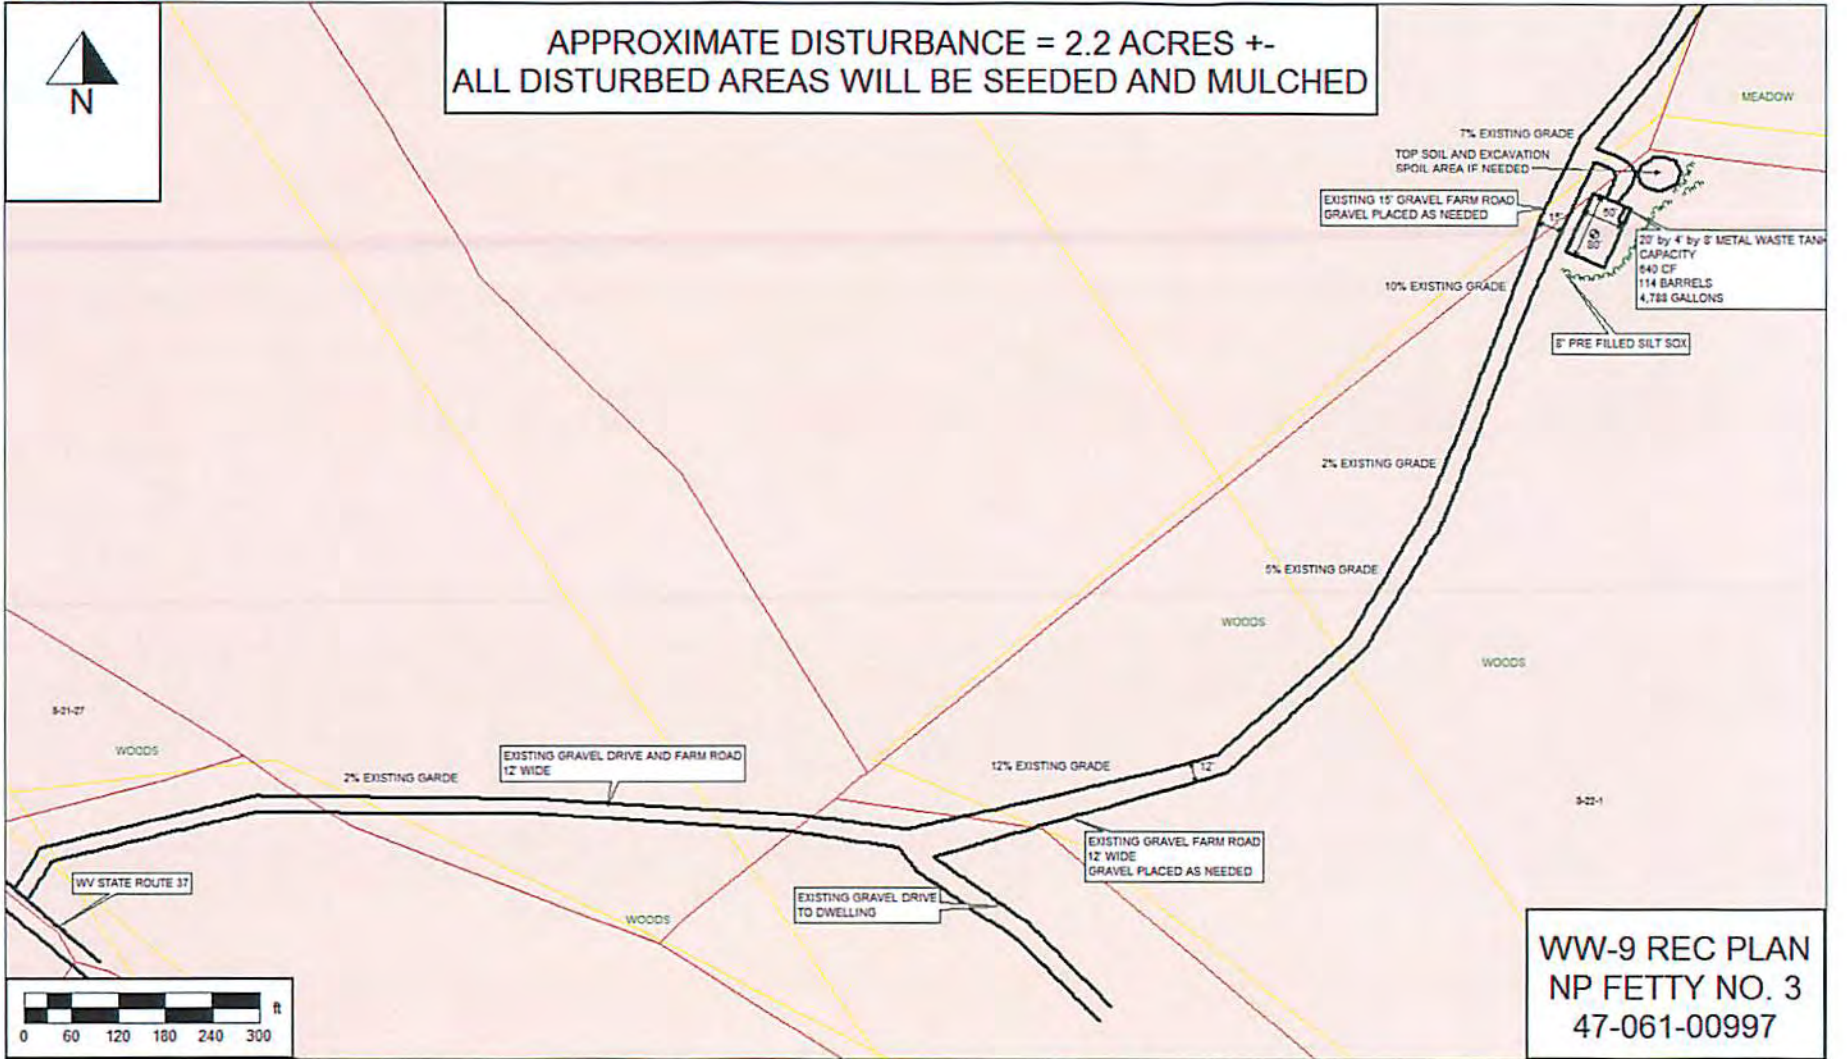 N
APPROXIMATE DISTURBANCE = 2.2 ACRES +-
ALL DISTURBED AREAS WILL BE SEEDED AND MULCHED
MEADOW
7% EXISTING GRADE
TOP SOIL AND EXCAVATION
SPOIL AREA IF NEEDED
EXISTING 15' GRAVEL FARM ROAD
GRAVEL PLACED AS NEEDED
15'
50'
80'
20' by 4' by 8' METAL WASTE TANK
CAPACITY
640 CF
114 BARRELS
4,788 GALLONS
10% EXISTING GRADE
8" PRE FILLED SILT SOX
2% EXISTING GRADE
5% EXISTING GRADE
WOODS
WOODS
WOODS
2% EXISTING GARDE
EXISTING GRAVEL DRIVE AND FARM ROAD
12' WIDE
12% EXISTING GRADE
12'
EXISTING GRAVEL FARM ROAD
12' WIDE
GRAVEL PLACED AS NEEDED
WV STATE ROUTE 37
EXISTING GRAVEL DRIVE
TO DWELLING
WOODS
ft
0 60 120 180 240 300
WW-9 REC PLAN
NP FETTY NO. 3
47-061-00997